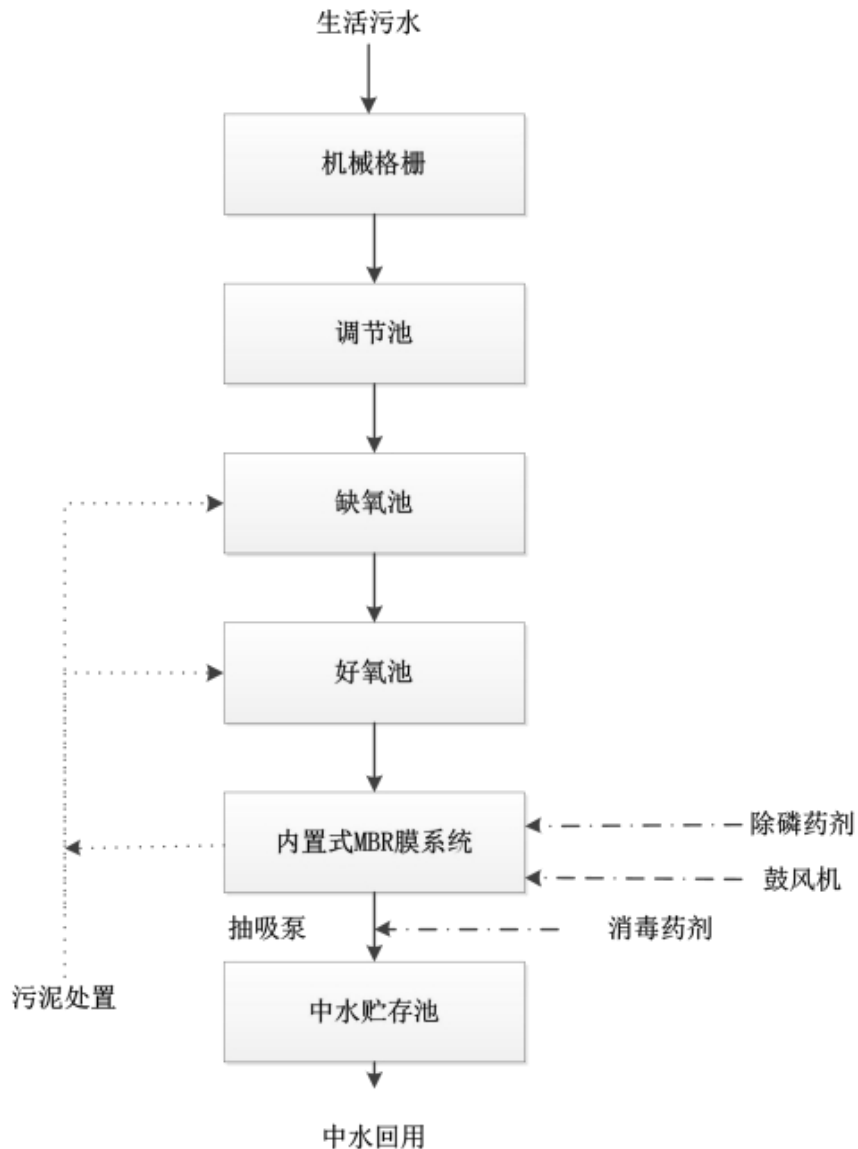 生活污水
机械格栅
调节池
缺氧池
好氧池
内置式MBR膜系统
除磷药剂
鼓风机
抽吸泵
消毒药剂
污泥处置
中水贮存池
中水回用